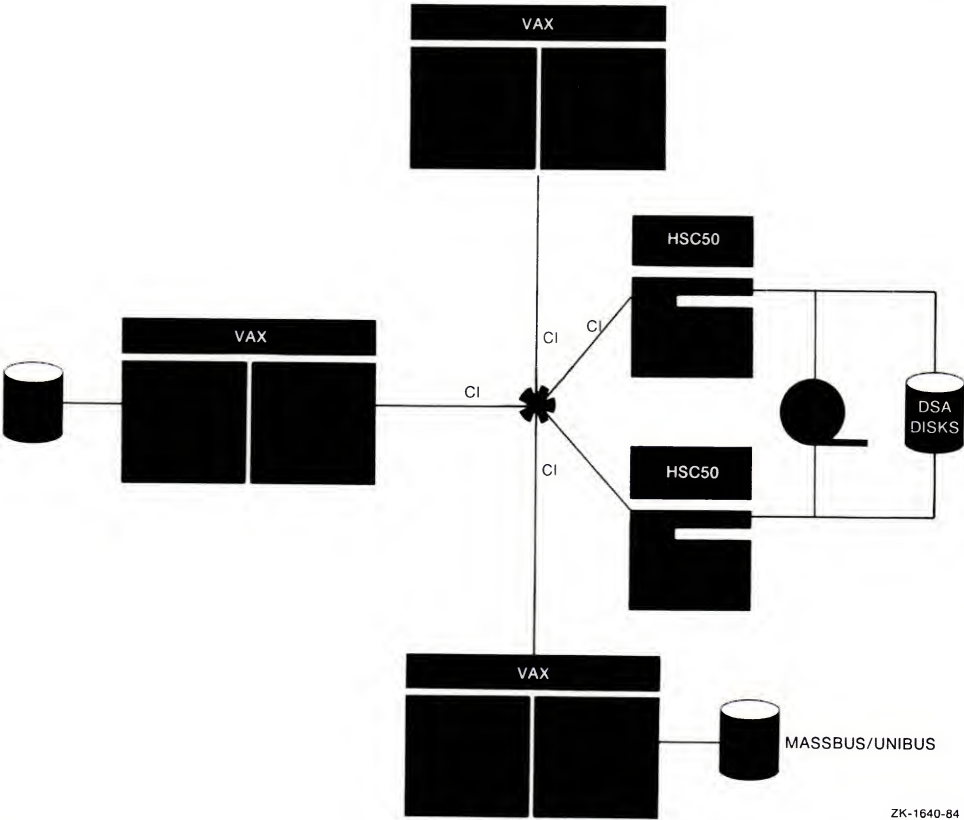 VAX
HSC50
CI
CI
VAX
CI
DSA
DISKS
CI
HSC50
VAX
MASSBUS/UNIBUS
ZK-1640-84